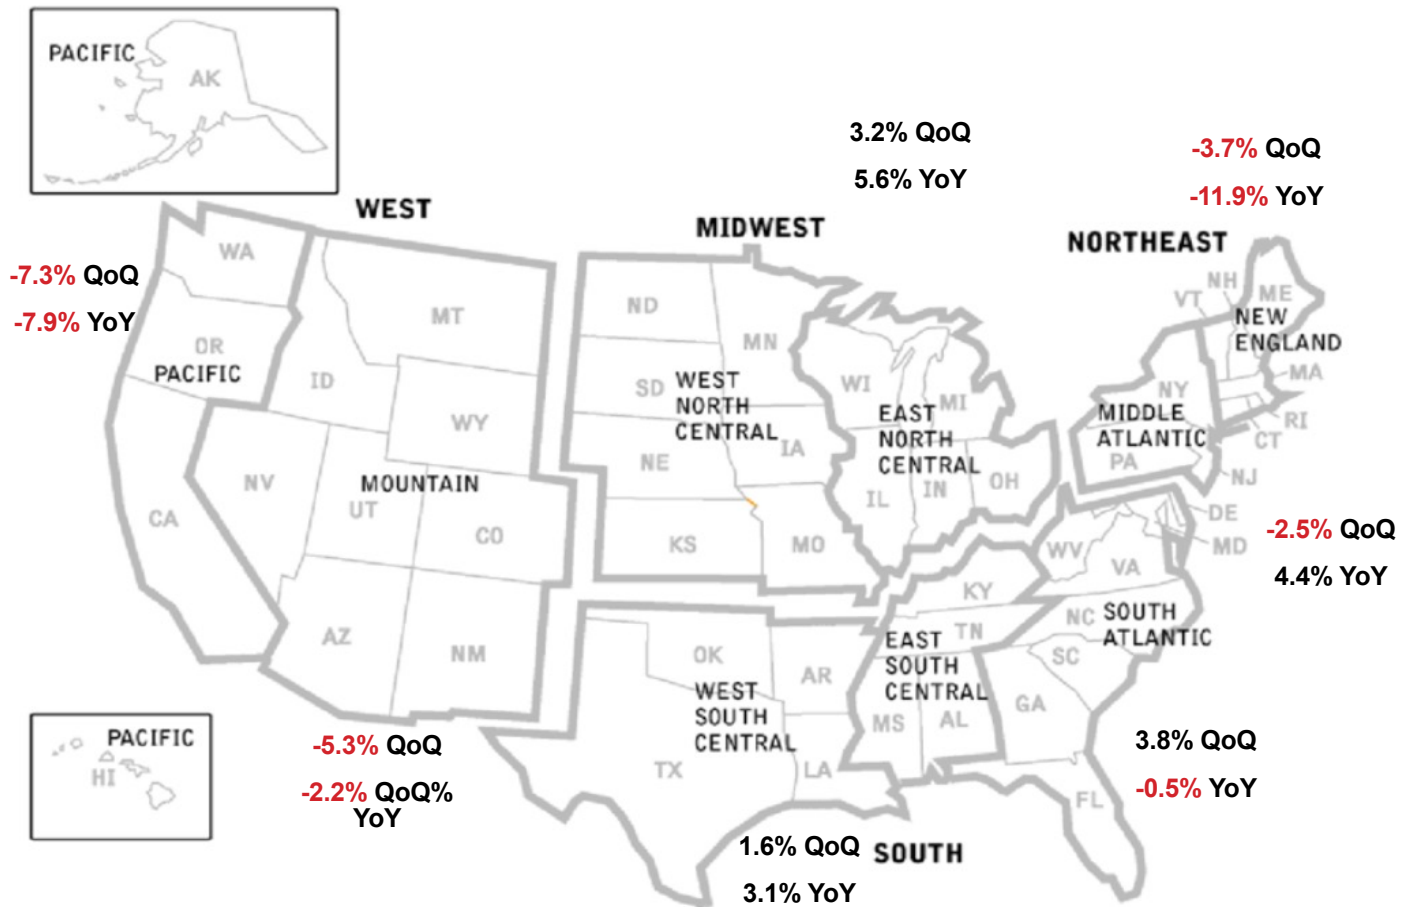 PACIFIC
AK
3.2% QoQ
5.6% YoY
-3.7% QoQ
-11.9% YoY
WEST
MIDWEST
NORTHEAST
-7.3% QoQ
-7.9% YoY
WA
OR
PACIFIC
CA
MT
ID
WY
NV
MOUNTAIN
UT
CO
AZ
NM
ND
MN
SD
WEST
NORTH
CENTRAL
NE
IA
KS
MO
WI
MI
EAST
NORTH
CENTRAL
IL
IN
OH
VT
NH
ME
NEW
ENGLAND
MA
NY
RI
CT
MIDDLE
ATLANTIC
PA
NJ
DE
MD
-2.5% QoQ
4.4% YoY
WV
VA
KY
NC
SOUTH
ATLANTIC
TN
SC
EAST
SOUTH
CENTRAL
GA
MS
AL
OK
AR
WEST
SOUTH
CENTRAL
TX
LA
FL
3.8% QoQ
-0.5% YoY
PACIFIC
HI
-5.3% QoQ
-2.2% QoQ%
YoY
1.6% QoQ
3.1% YoY
SOUTH